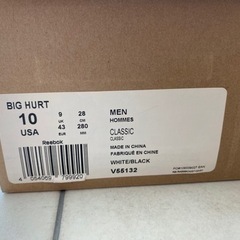 BIG HURT
10
USA
9
UK
28
CM
43
EUR
280
MM
Reebok
MEN
HOMMES
CLASSIC
CLASSIC
MADE IN CHINA
FABRIQUÉ EN CHINE
WHITE/BLACK
V55132